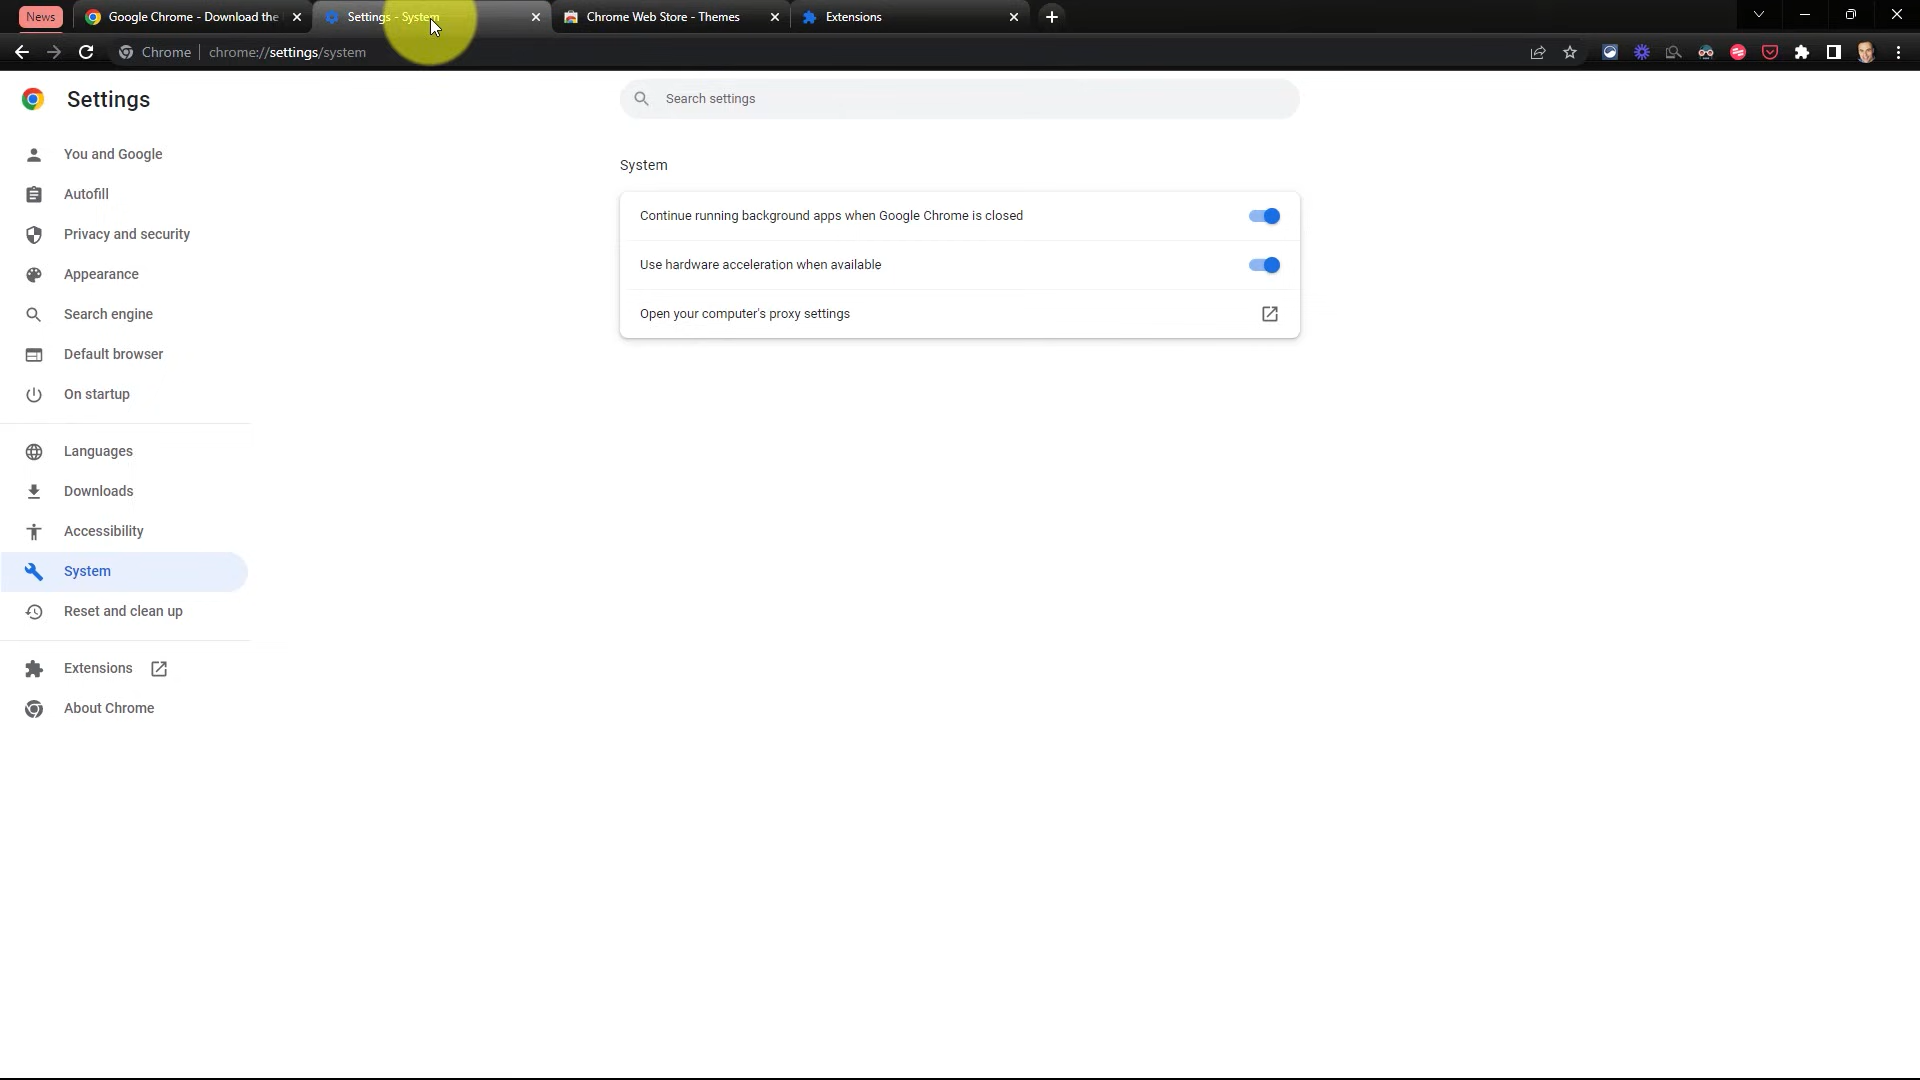 News
Google Chrome - Download the
Settings - System
Chrome Web Store - Themes
Extensions
Chrome
chrome://settings/system
Settings
Search settings
You and Google
Autofill
Privacy and security
Appearance
Search engine
Default browser
On startup
Languages
Downloads
Accessibility
System
Reset and clean up
Extensions
About Chrome
System
Continue running background apps when Google Chrome is closed
Use hardware acceleration when available
Open your computer's proxy settings